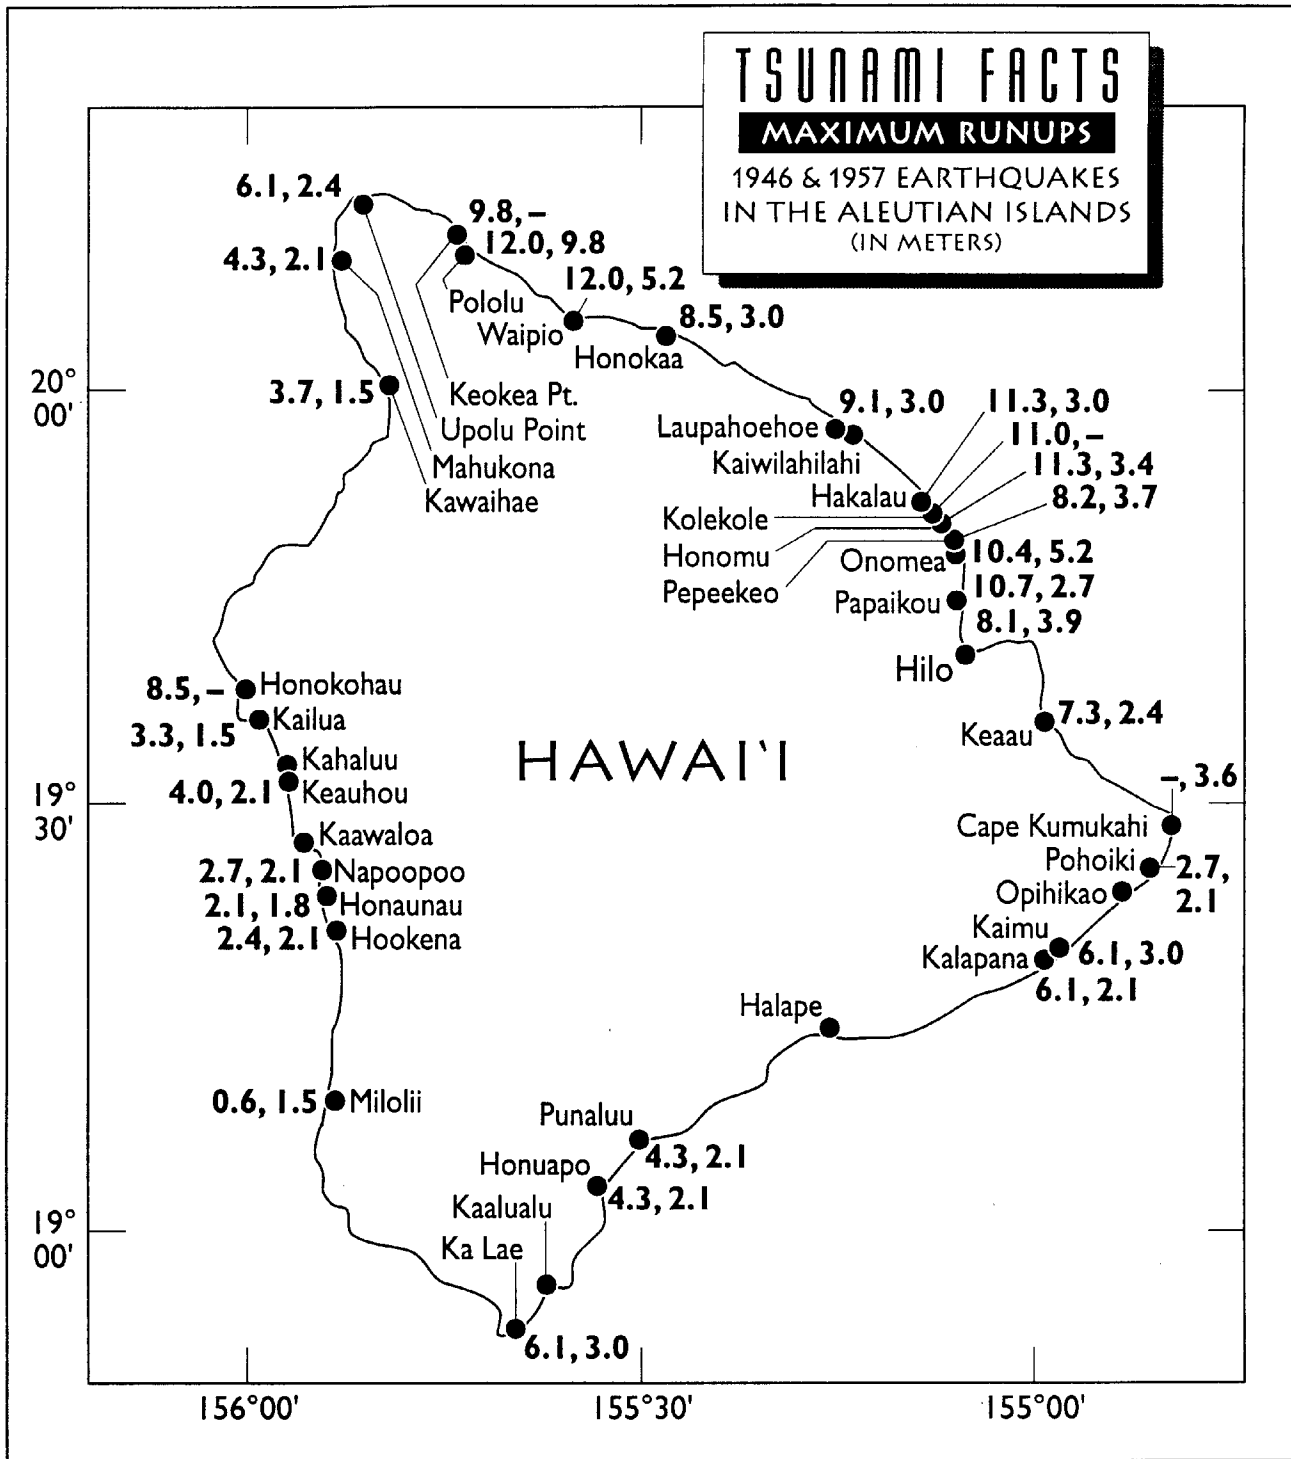 TSUNAMI FACTS
MAXIMUM RUNUPS
1946 & 1957 EARTHQUAKES
IN THE ALEUTIAN ISLANDS
(IN METERS)
6.1, 2.4
9.8, –
12.0, 9.8
4.3, 2.1
12.0, 5.2
Pololu
8.5, 3.0
Waipio
Honokaa
20°
00'
3.7, 1.5
Keokea Pt.
Upolu Point
Mahukona
Kawaihae
9.1, 3.0
11.3, 3.0
Laupahoehoe
11.0, –
Kaiwilahilahi
11.3, 3.4
Hakalau
8.2, 3.7
Kolekole
Honomu
Onomea
10.4, 5.2
Pepeekeo
10.7, 2.7
Papaikou
8.1, 3.9
Hilo
8.5, –
Honokohau
3.3, 1.5
Kailua
7.3, 2.4
Keaau
HAWAI'I
Kahaluu
4.0, 2.1
Keauhou
–, 3.6
19°
30'
Kaawaloa
Cape Kumukahi
2.7, 2.1
Napoopoo
Pohoiki
2.7,
2.1
2.1, 1.8
Honaunau
Opihikao
2.4, 2.1
Hookena
Kaimu
6.1, 3.0
Kalapana
6.1, 2.1
Halape
0.6, 1.5
Milolii
Punaluu
4.3, 2.1
Honuapo
4.3, 2.1
Kaalualu
19°
00'
Ka Lae
6.1, 3.0
156°00'
155°30'
155°00'